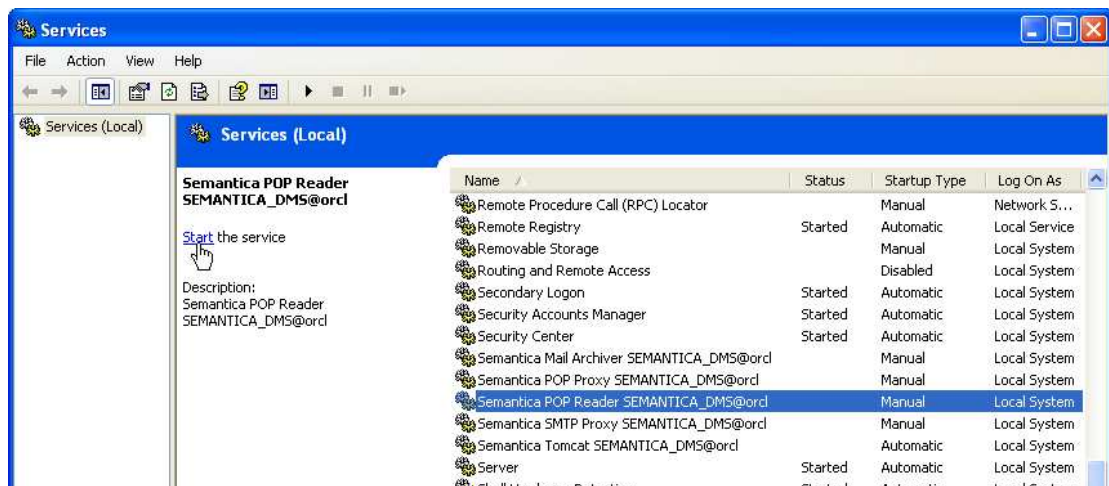 Services
File Action View Help
Services (Local)
Services (Local)
Semantica POP Reader
SEMANTICA_DMS@orcl
Start the service
Description:
Semantica POP Reader
SEMANTICA_DMS@orcl
Name Status Startup Type Log On As
Remote Procedure Call (RPC) Locator Manual Network S...
Remote Registry Started Automatic Local Service
Removable Storage Manual Local System
Routing and Remote Access Disabled Local System
Secondary Logon Started Automatic Local System
Security Accounts Manager Started Automatic Local System
Security Center Started Automatic Local System
Semantica Mail Archiver SEMANTICA_DMS@orcl Manual Local System
Semantica POP Proxy SEMANTICA_DMS@orcl Manual Local System
Semantica POP Reader SEMANTICA_DMS@orcl Manual Local System
Semantica SMTP Proxy SEMANTICA_DMS@orcl Manual Local System
Semantica Tomcat SEMANTICA_DMS@orcl Automatic Local System
Server Started Automatic Local System